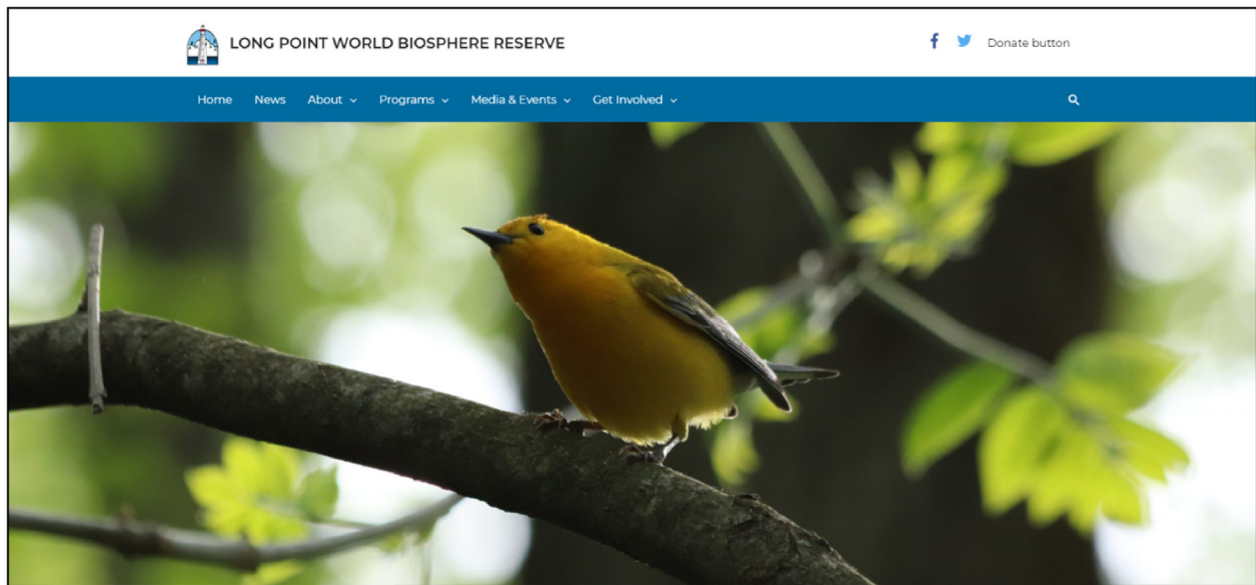 LONG POINT WORLD BIOSPHERE RESERVE
Donate button
Home News About Programs Media & Events Get Involved